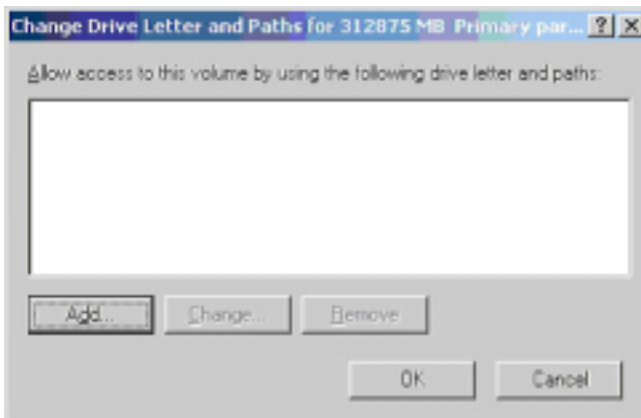 Change Drive Letter and Paths for 312875 MB Primary par... ? X
Allow access to this volume by using the following drive letter and paths:
Add... Change... Remove
OK Cancel